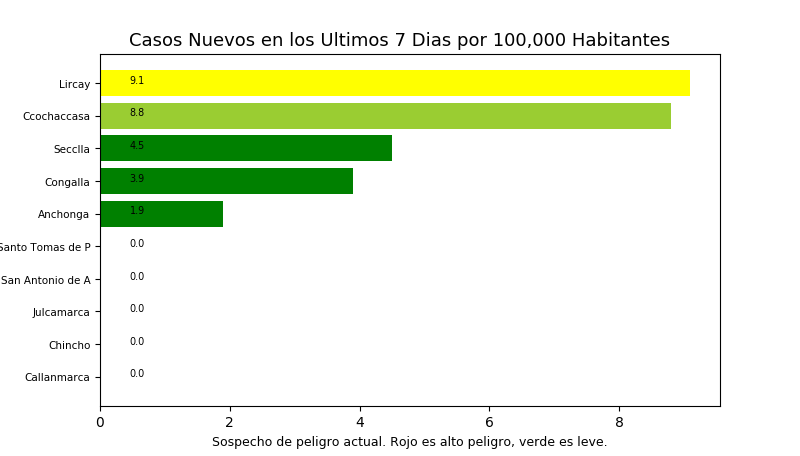 Casos Nuevos en los Ultimos 7 Dias por 100,000 Habitantes
Lircay 9.1
Ccochaccasa 8.8
Secclla 4.5
Congalla 3.9
Anchonga 1.9
Santo Tomas de P 0.0
San Antonio de A 0.0
Julcamarca 0.0
Chincho 0.0
Callanmarca 0.0
0 2 4 6 8
Sospecho de peligro actual. Rojo es alto peligro, verde es leve.